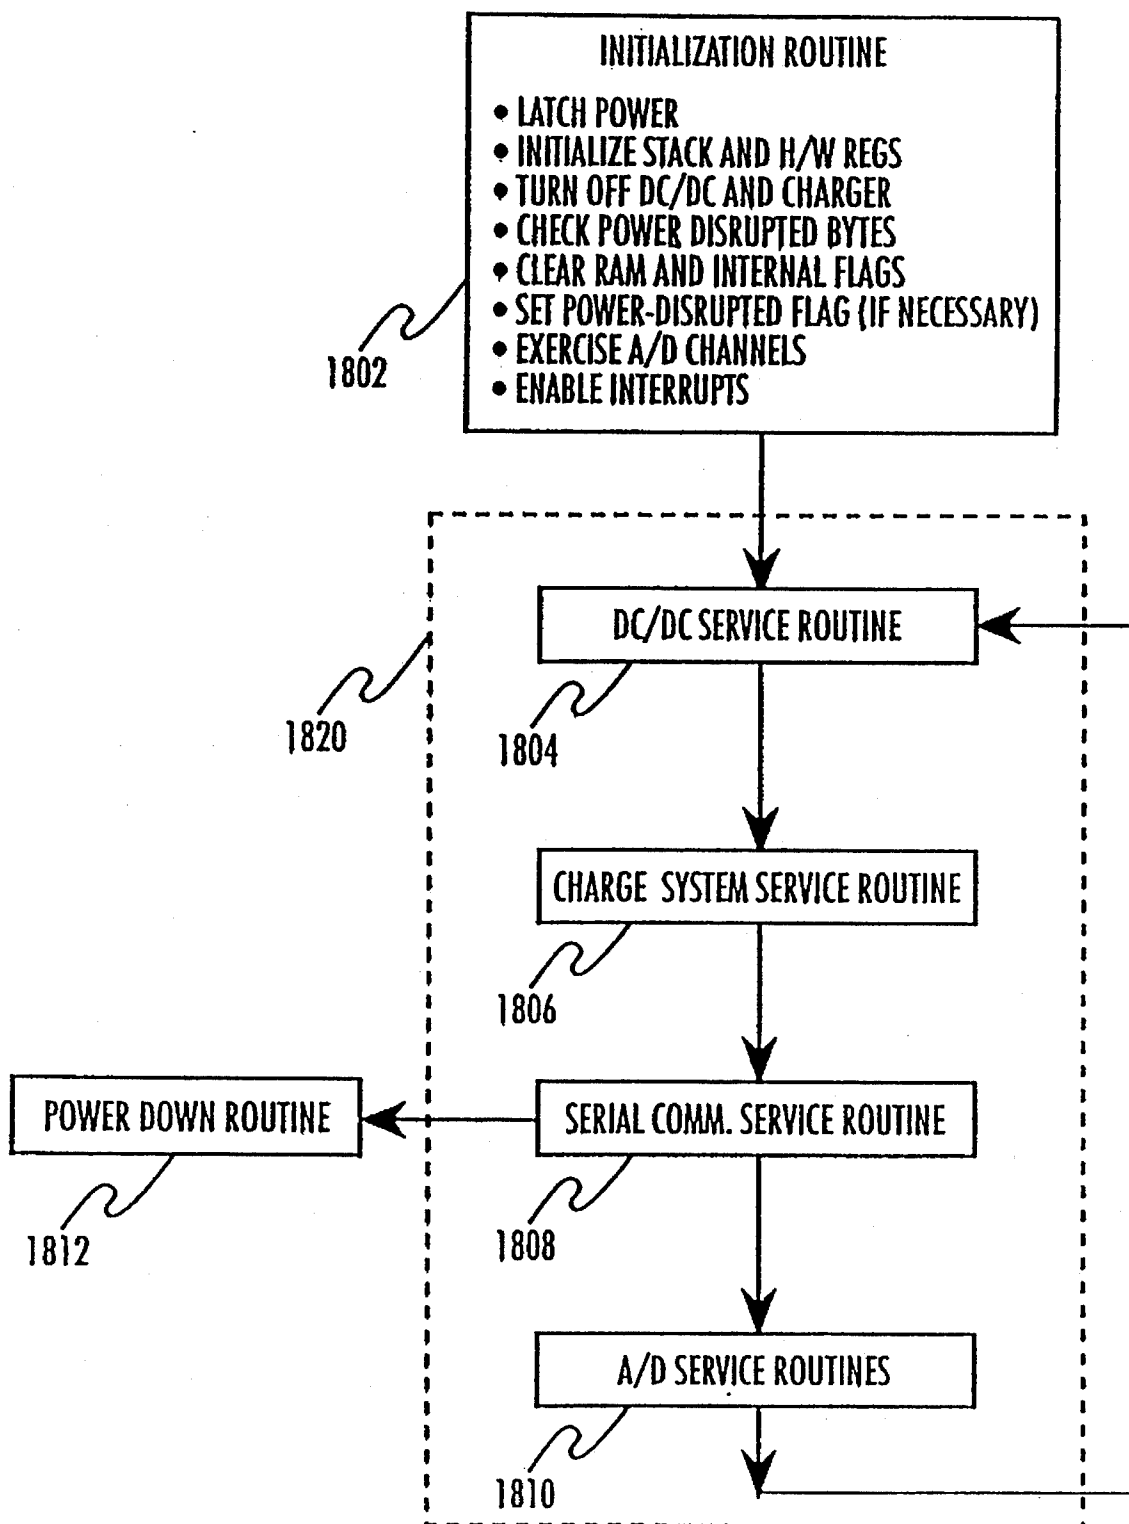 INITIALIZATION ROUTINE
• LATCH POWER
• INITIALIZE STACK AND H/W REGS
• TURN OFF DC/DC AND CHARGER
• CHECK POWER DISRUPTED BYTES
• CLEAR RAM AND INTERNAL FLAGS
• SET POWER-DISRUPTED FLAG (IF NECESSARY)
• EXERCISE A/D CHANNELS
• ENABLE INTERRUPTS
1802
DC/DC SERVICE ROUTINE
1820
1804
CHARGE SYSTEM SERVICE ROUTINE
1806
POWER DOWN ROUTINE
SERIAL COMM. SERVICE ROUTINE
1812
1808
A/D SERVICE ROUTINES
1810